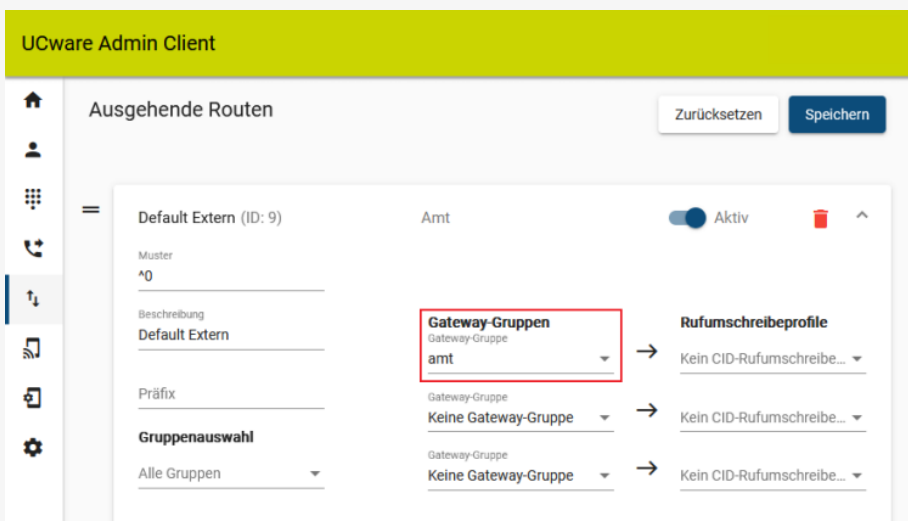 UCware Admin Client
Ausgehende Routen
Zurücksetzen
Speichern
Default Extern (ID: 9)
Amt
Aktiv
Muster
^0
Beschreibung
Default Extern
Gateway-Gruppen
Rufumschreibeprofile
Gateway-Gruppe
amt
Kein CID-Rufumschreibe...
Präfix
Gateway-Gruppe
Keine Gateway-Gruppe
Kein CID-Rufumschreibe...
Gruppenauswahl
Alle Gruppen
Gateway-Gruppe
Keine Gateway-Gruppe
Kein CID-Rufumschreibe...